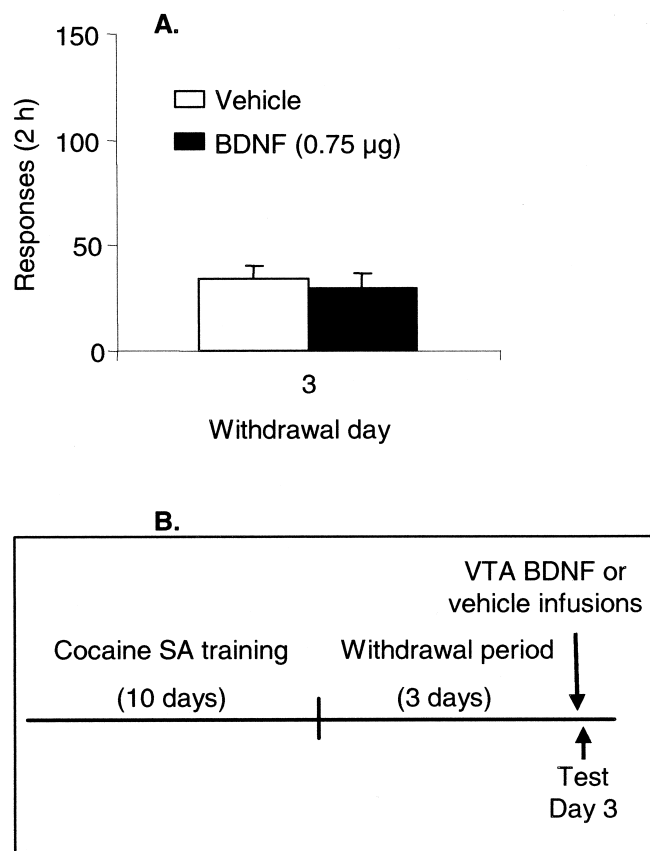 A.
150
100
50
0
Responses (2 h)
Vehicle
BDNF (0.75 µg)
3
Withdrawal day
B.
VTA BDNF or
vehicle infusions
Cocaine SA training
(10 days)
Withdrawal period
(3 days)
Test
Day 3